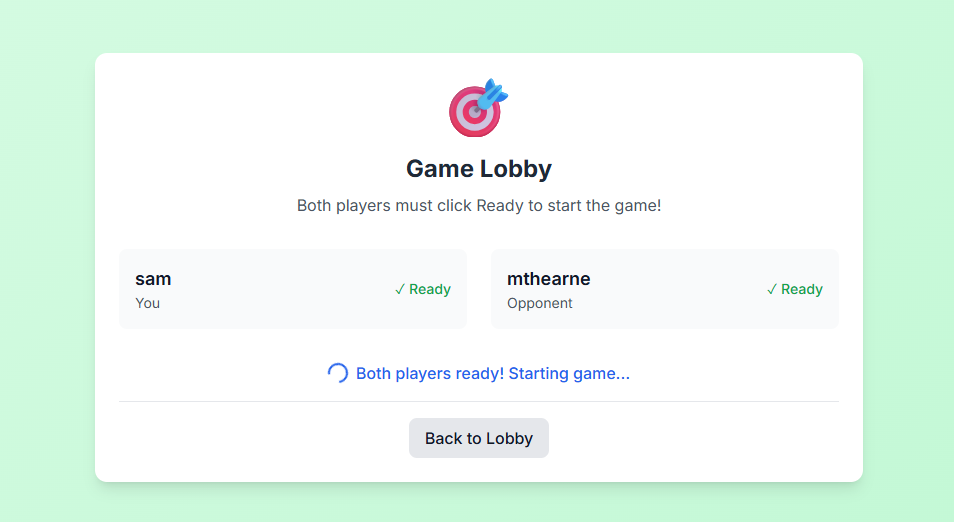 Game Lobby
Both players must click Ready to start the game!
sam
You
✓ Ready
mthearne
Opponent
✓ Ready
Both players ready! Starting game...
Back to Lobby